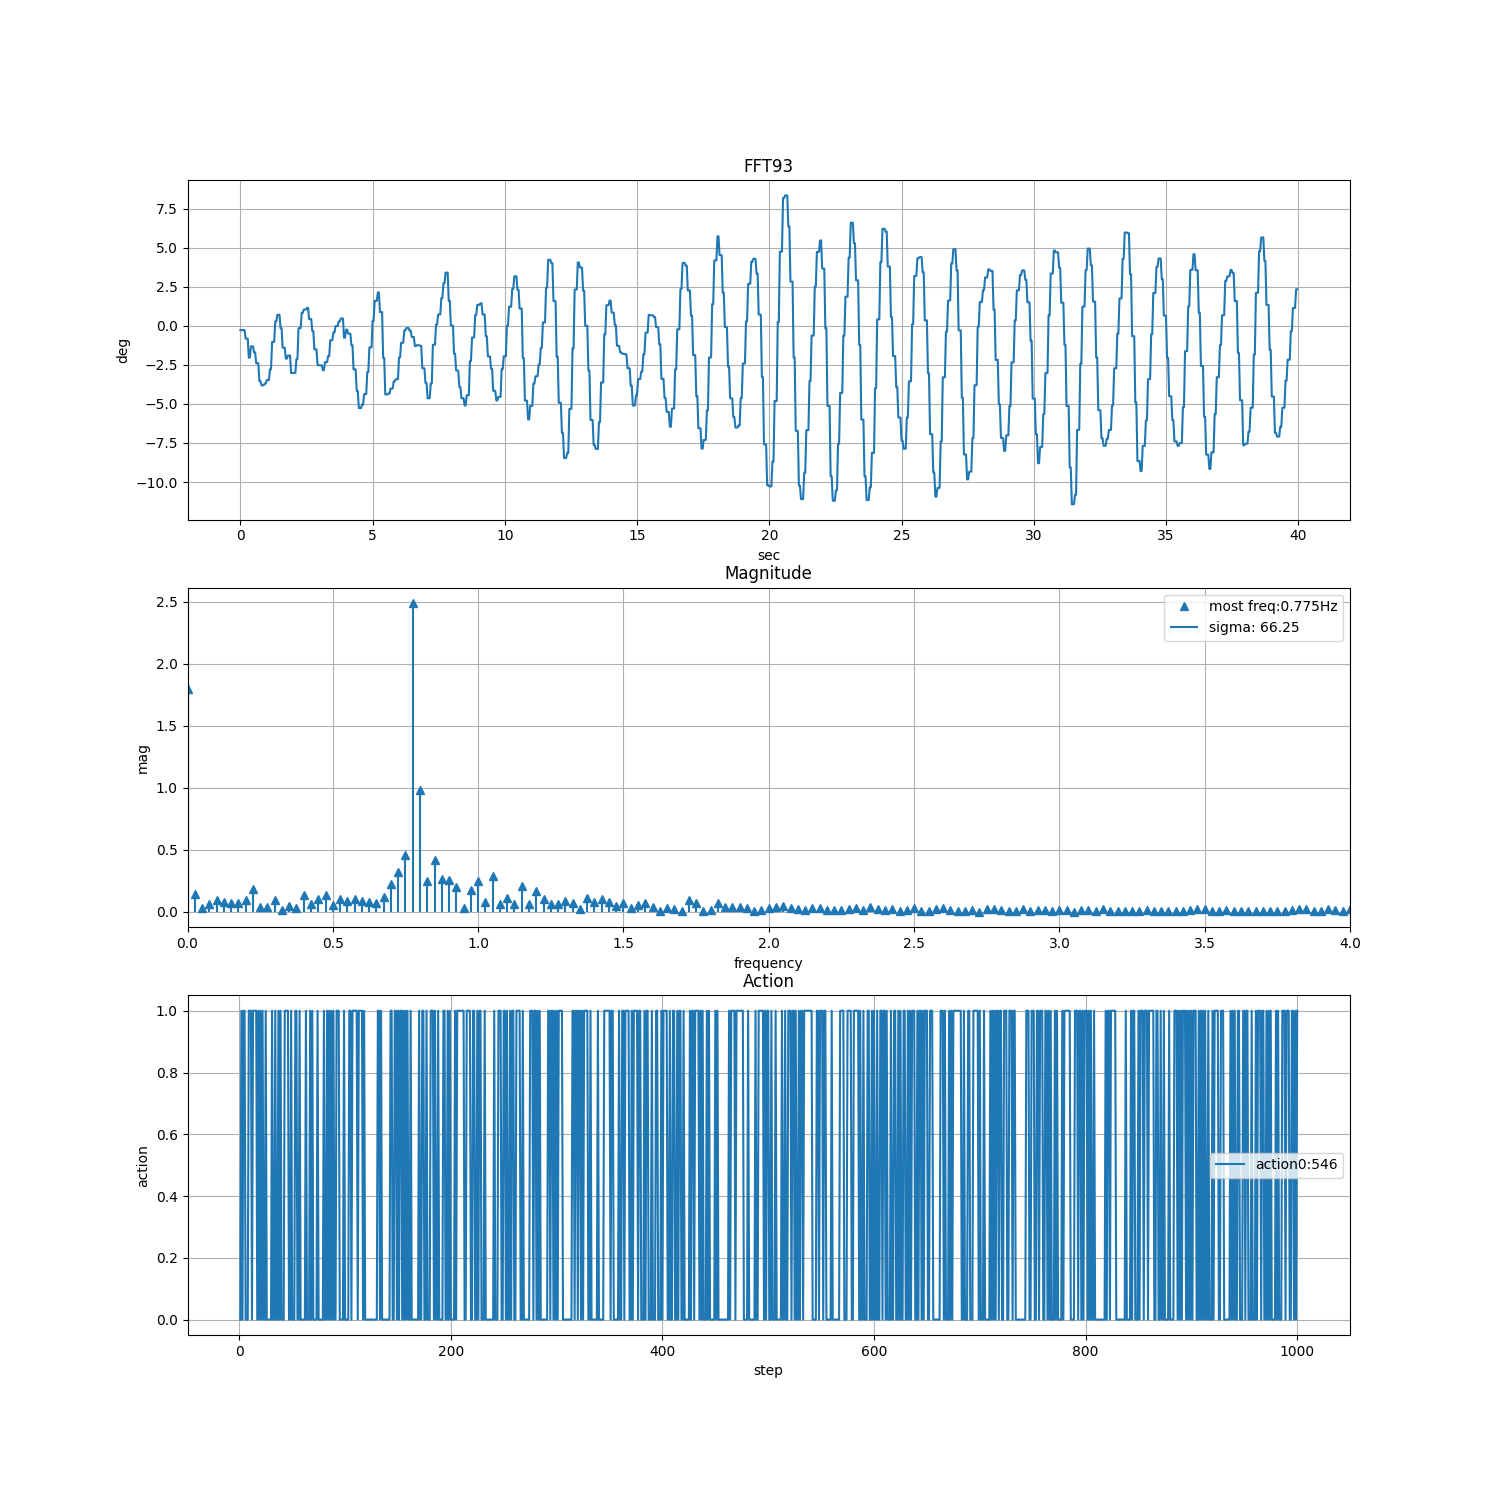 FFT93
7.5
5.0
2.5
0.0
−2.5
−5.0
−7.5
−10.0
deg
0 5 10 15 20 25 30 35 40
sec
Magnitude
2.5
2.0
1.5
1.0
0.5
0.0
mag
most freq:0.775Hz
sigma: 66.25
0.0 0.5 1.0 1.5 2.0 2.5 3.0 3.5 4.0
frequency
Action
1.0
0.8
0.6
0.4
0.2
0.0
action
action0:546
0 200 400 600 800 1000
step